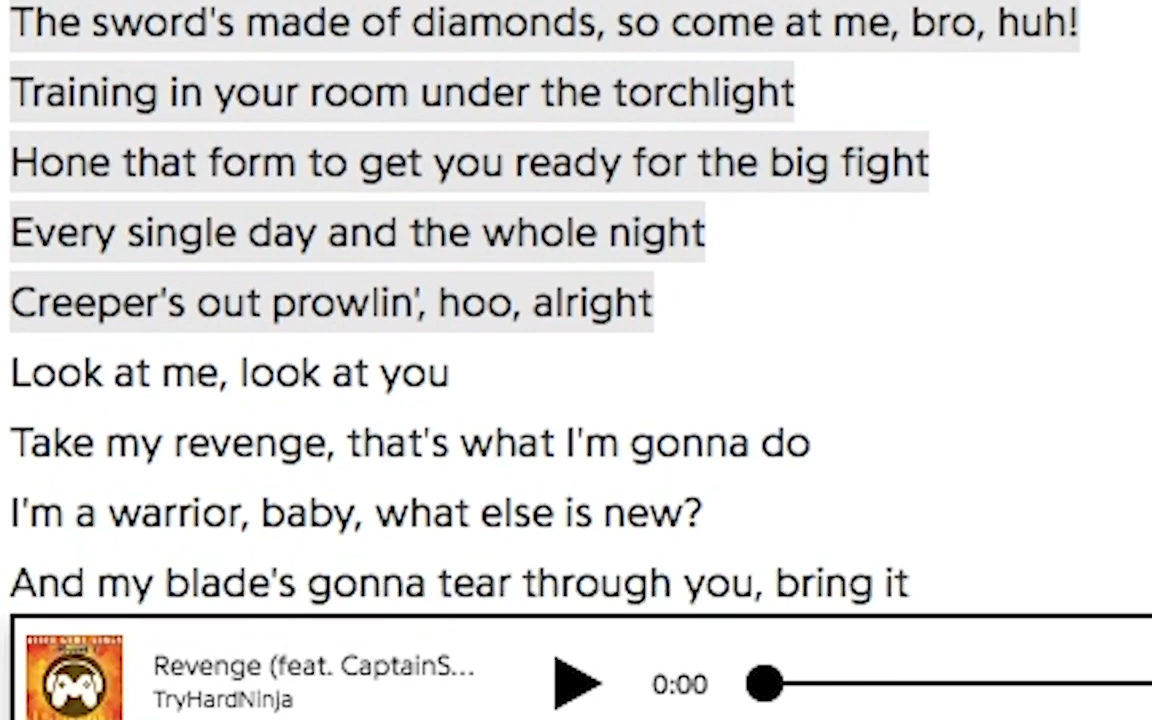 The sword's made of diamonds, so come at me, bro, huh!
Training in your room under the torchlight
Hone that form to get you ready for the big fight
Every single day and the whole night
Creeper's out prowlin', hoo, alright
Look at me, look at you
Take my revenge, that's what I'm gonna do
I'm a warrior, baby, what else is new?
And my blade's gonna tear through you, bring it
Revenge (feat. CaptainS...
TryHardNinja
0:00